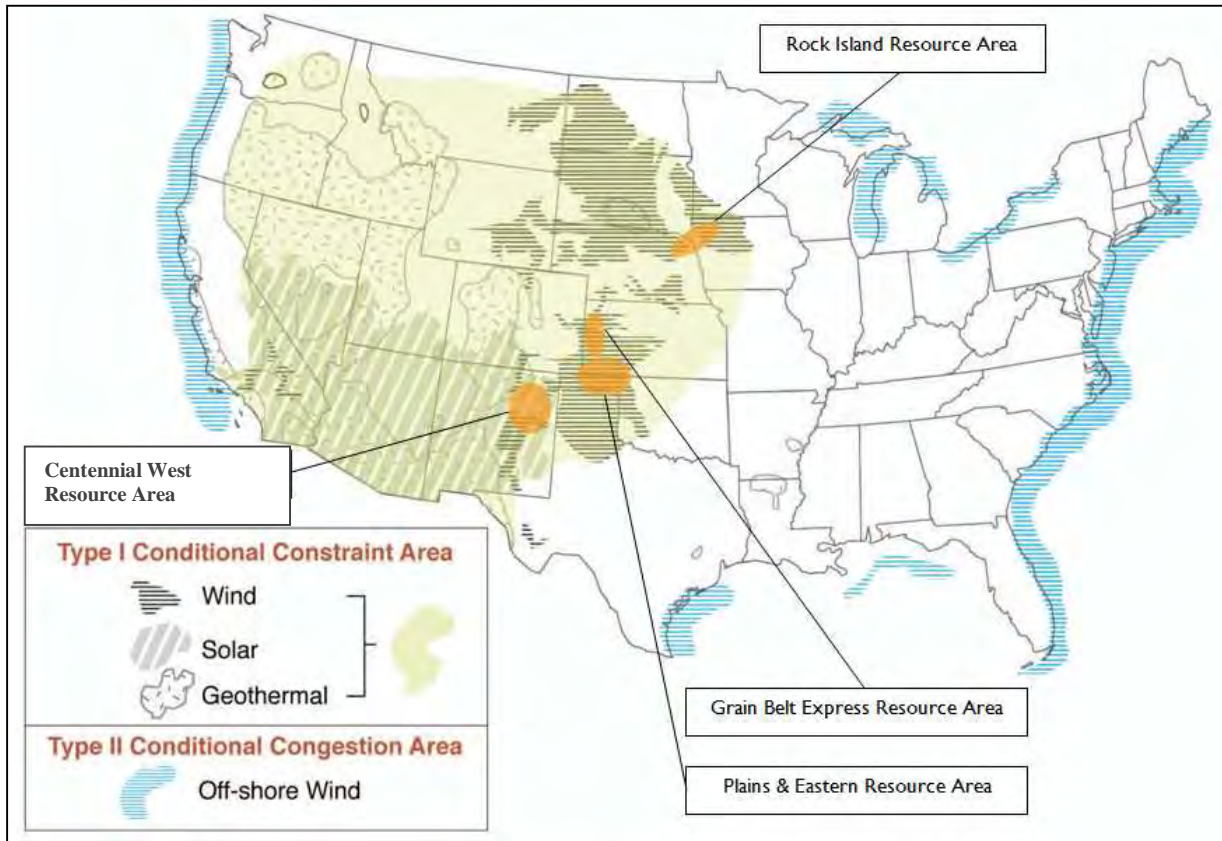 Rock Island Resource Area
Centennial West
Resource Area
Type I Conditional Constraint Area
Wind
Solar
Geothermal
Type II Conditional Congestion Area
Off-shore Wind
Grain Belt Express Resource Area
Plains & Eastern Resource Area